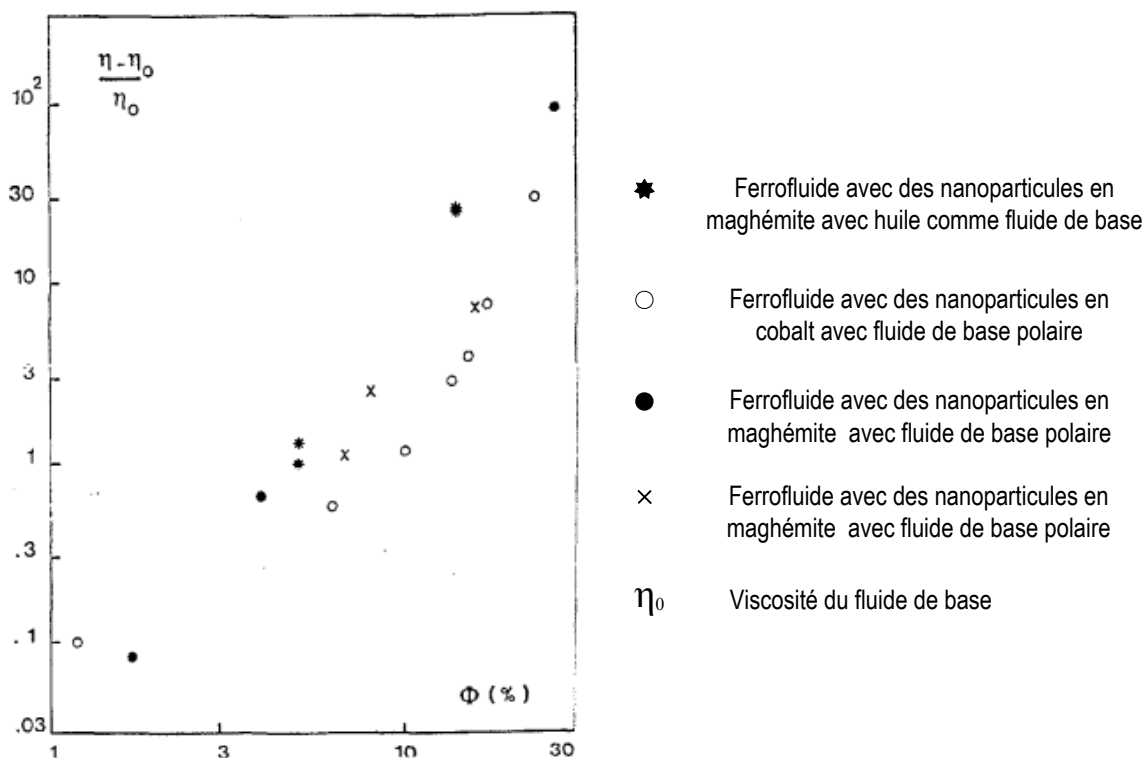 η - η₀
η₀
10²
30
10
3
1
.3
.1
.03
Φ (%)
1
3
10
30
Ferrofluide avec des nanoparticules en
maghémite avec huile comme fluide de base
Ferrofluide avec des nanoparticules en
cobalt avec fluide de base polaire
Ferrofluide avec des nanoparticules en
maghémite avec fluide de base polaire
Ferrofluide avec des nanoparticules en
maghémite avec fluide de base polaire
η₀ Viscosité du fluide de base